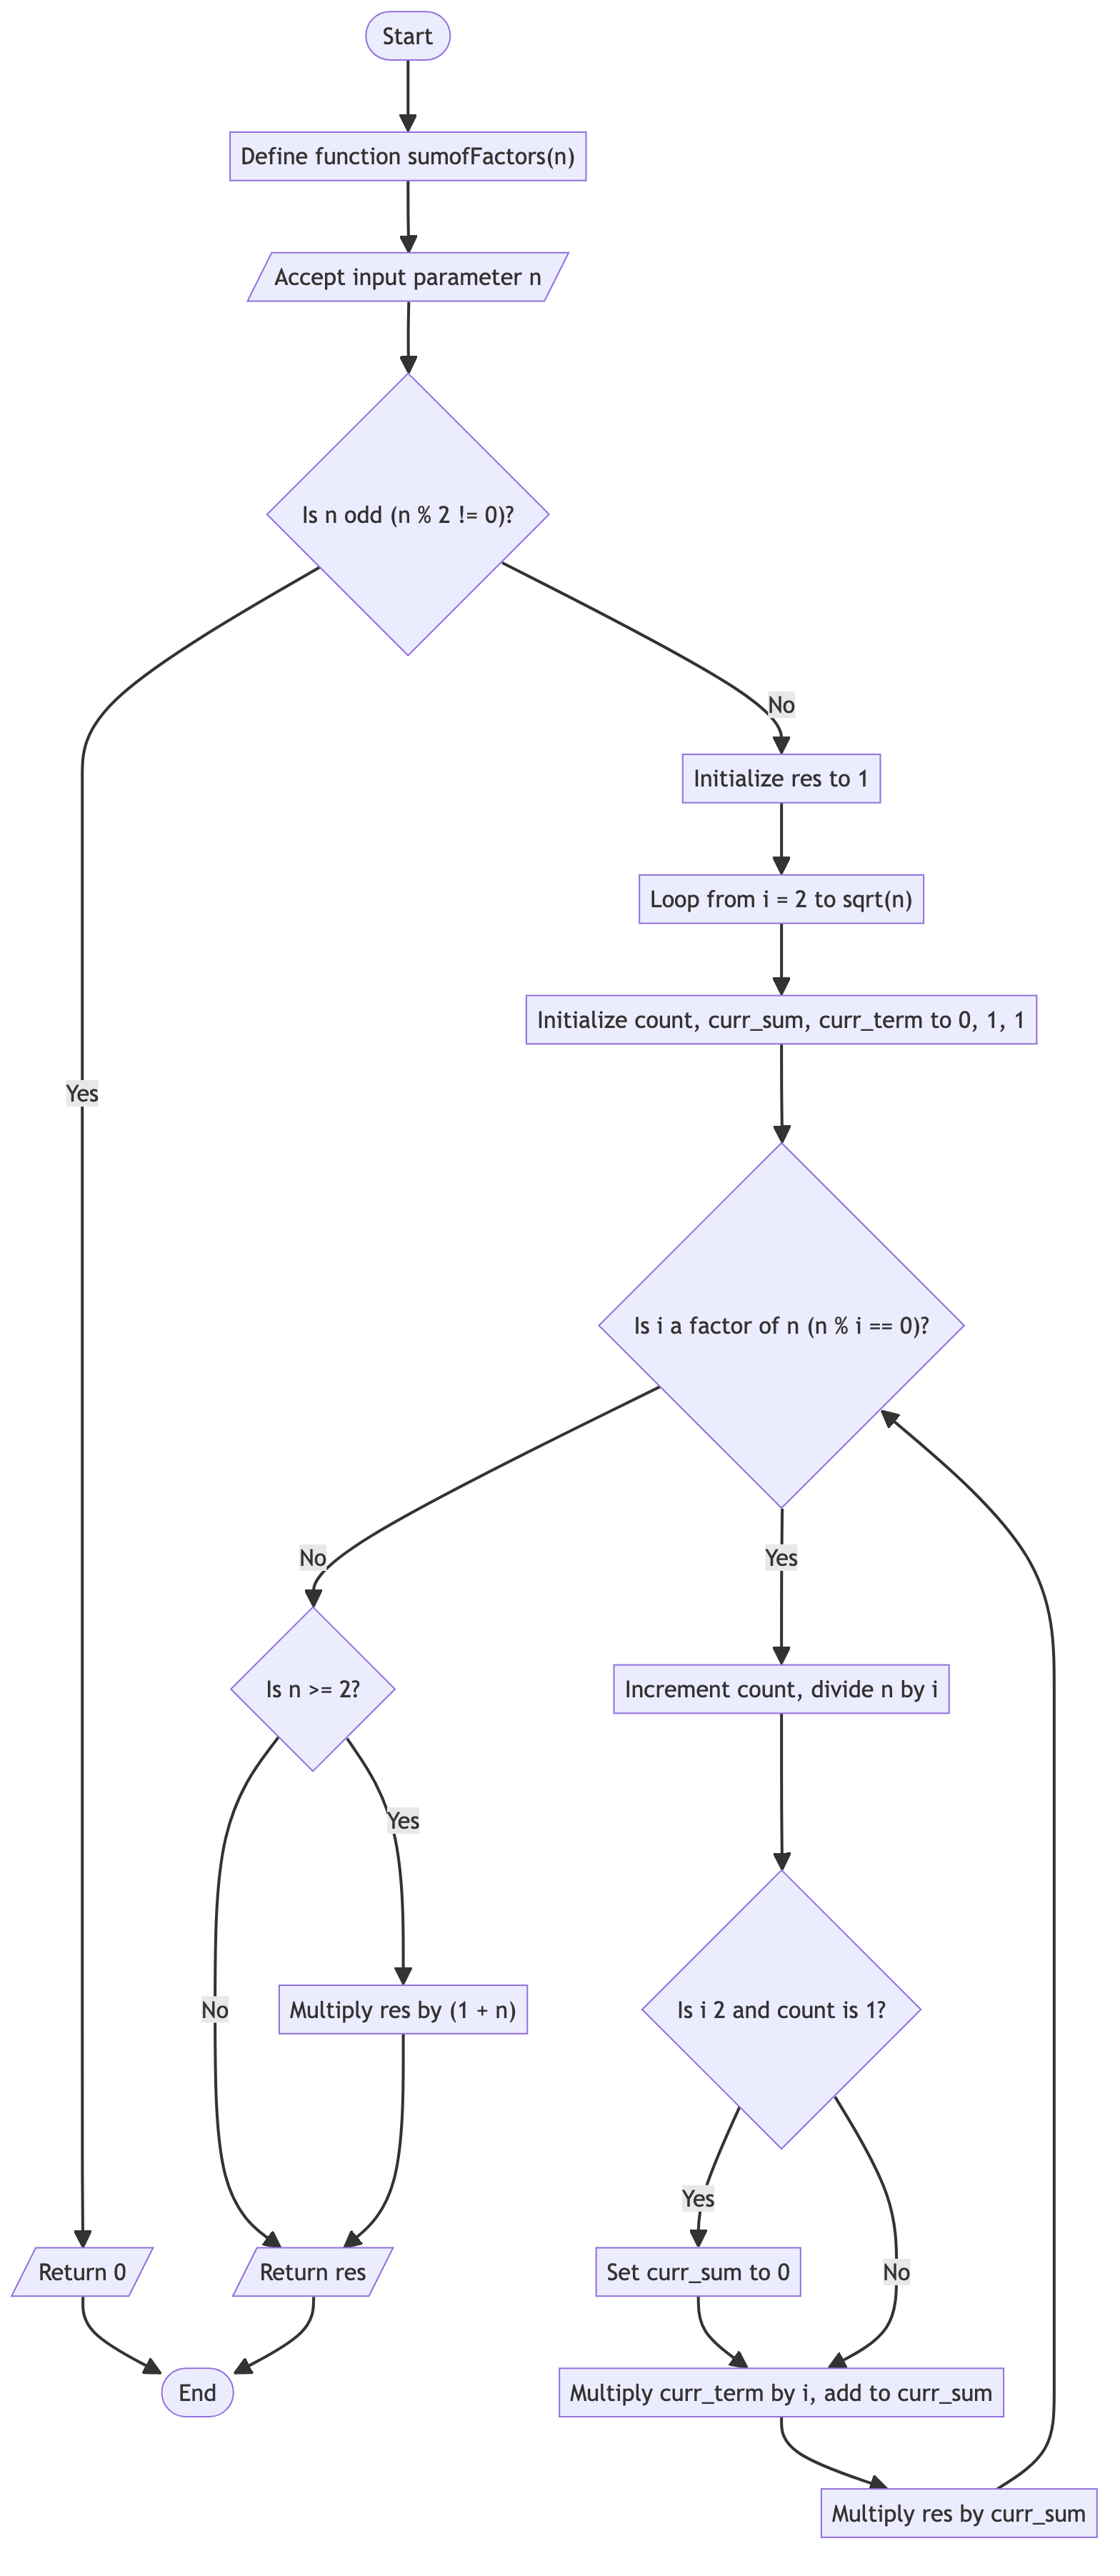 Start
Define function sumofFactors(n)
Accept input parameter n
Is n odd (n % 2 != 0)?
No
Initialize res to 1
Loop from i = 2 to sqrt(n)
Initialize count, curr_sum, curr_term to 0, 1, 1
Yes
Is i a factor of n (n % i == 0)?
No
Yes
Is n >= 2?
Increment count, divide n by i
Yes
No
Multiply res by (1 + n)
Is i 2 and count is 1?
Yes
Return 0
Return res
Set curr_sum to 0
No
End
Multiply curr_term by i, add to curr_sum
Multiply res by curr_sum